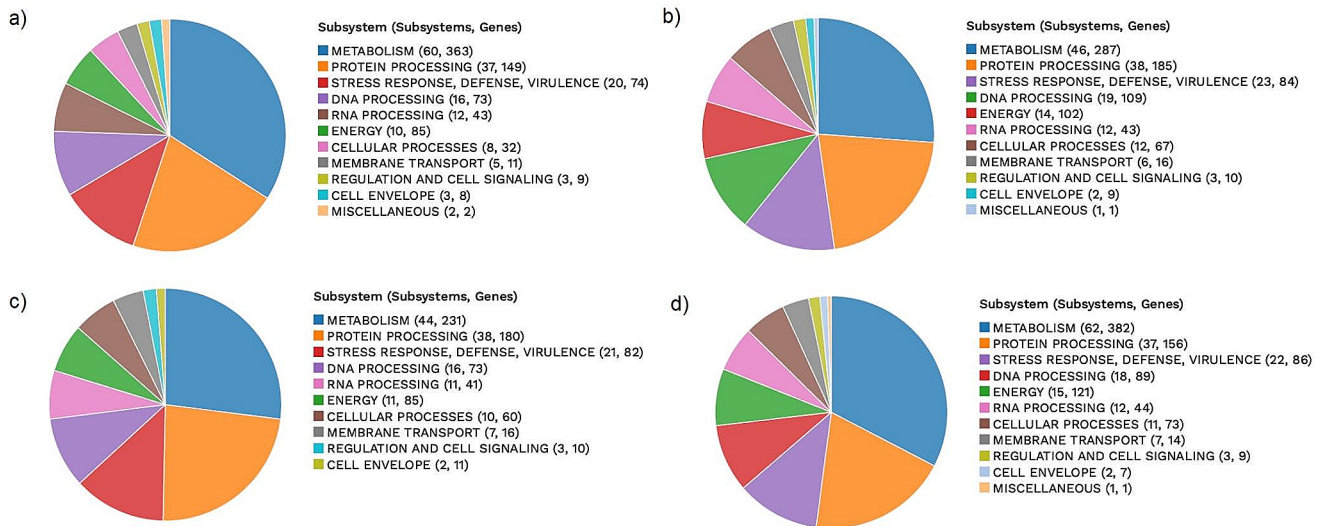 a)
Subsystem (Subsystems, Genes)
METABOLISM (60, 363)
PROTEIN PROCESSING (37, 149)
STRESS RESPONSE, DEFENSE, VIRULENCE (20, 74)
DNA PROCESSING (16, 73)
RNA PROCESSING (12, 43)
ENERGY (10, 85)
CELLULAR PROCESSES (8, 32)
MEMBRANE TRANSPORT (5, 11)
REGULATION AND CELL SIGNALING (3, 9)
CELL ENVELOPE (3, 8)
MISCELLANEOUS (2, 2)
b)
Subsystem (Subsystems, Genes)
METABOLISM (46, 287)
PROTEIN PROCESSING (38, 185)
STRESS RESPONSE, DEFENSE, VIRULENCE (23, 84)
DNA PROCESSING (19, 109)
ENERGY (14, 102)
RNA PROCESSING (12, 43)
CELLULAR PROCESSES (12, 67)
MEMBRANE TRANSPORT (6, 16)
REGULATION AND CELL SIGNALING (3, 10)
CELL ENVELOPE (2, 9)
MISCELLANEOUS (1, 1)
c)
Subsystem (Subsystems, Genes)
METABOLISM (44, 231)
PROTEIN PROCESSING (38, 180)
STRESS RESPONSE, DEFENSE, VIRULENCE (21, 82)
DNA PROCESSING (16, 73)
RNA PROCESSING (11, 41)
ENERGY (11, 85)
CELLULAR PROCESSES (10, 60)
MEMBRANE TRANSPORT (7, 16)
REGULATION AND CELL SIGNALING (3, 10)
CELL ENVELOPE (2, 11)
d)
Subsystem (Subsystems, Genes)
METABOLISM (62, 382)
PROTEIN PROCESSING (37, 156)
STRESS RESPONSE, DEFENSE, VIRULENCE (22, 86)
DNA PROCESSING (18, 89)
ENERGY (15, 121)
RNA PROCESSING (12, 44)
CELLULAR PROCESSES (11, 73)
MEMBRANE TRANSPORT (7, 14)
REGULATION AND CELL SIGNALING (3, 9)
CELL ENVELOPE (2, 7)
MISCELLANEOUS (1, 1)